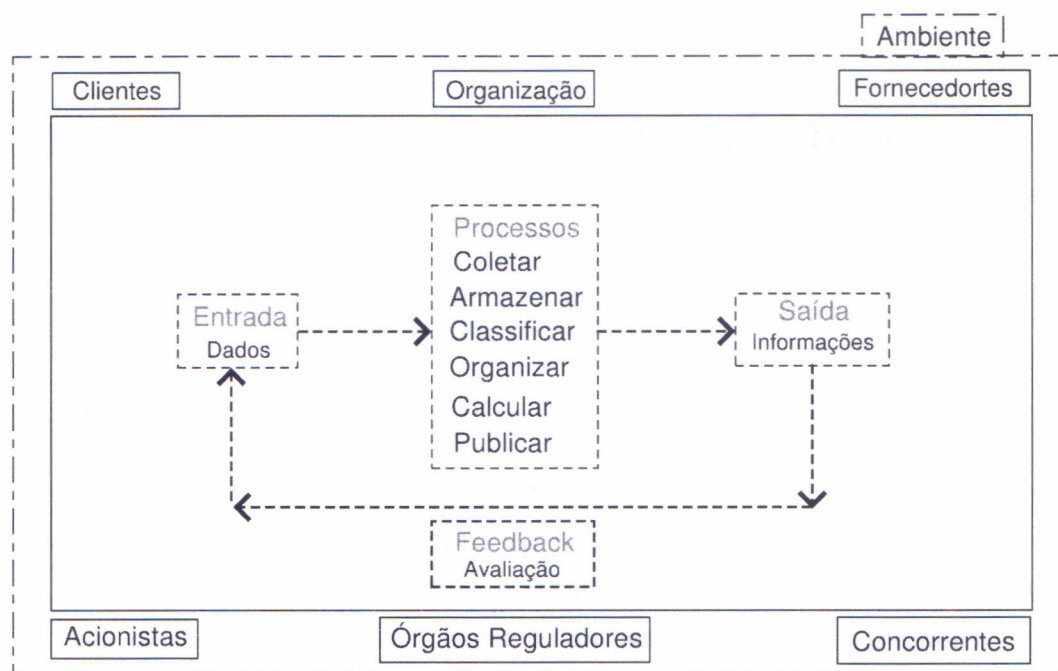 Ambiente
Clientes
Organização
Fornecedortes
Processos
Coletar
Armazenar
Classificar
Organizar
Calcular
Publicar
Entrada
Dados
Saída
Informações
Feedback
Avaliação
Acionistas
Órgãos Reguladores
Concorrentes